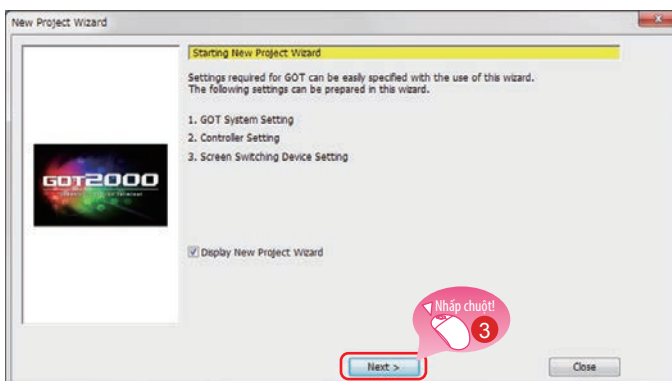 New Project Wizard
Starting New Project Wizard
Settings required for GOT can be easily specified with the use of this wizard.
The following settings can be prepared in this wizard.
1. GOT System Setting
2. Controller Setting
3. Screen Switching Device Setting
GOT2000
Display New Project Wizard
Nhấp chuột!
3
Next >
Close